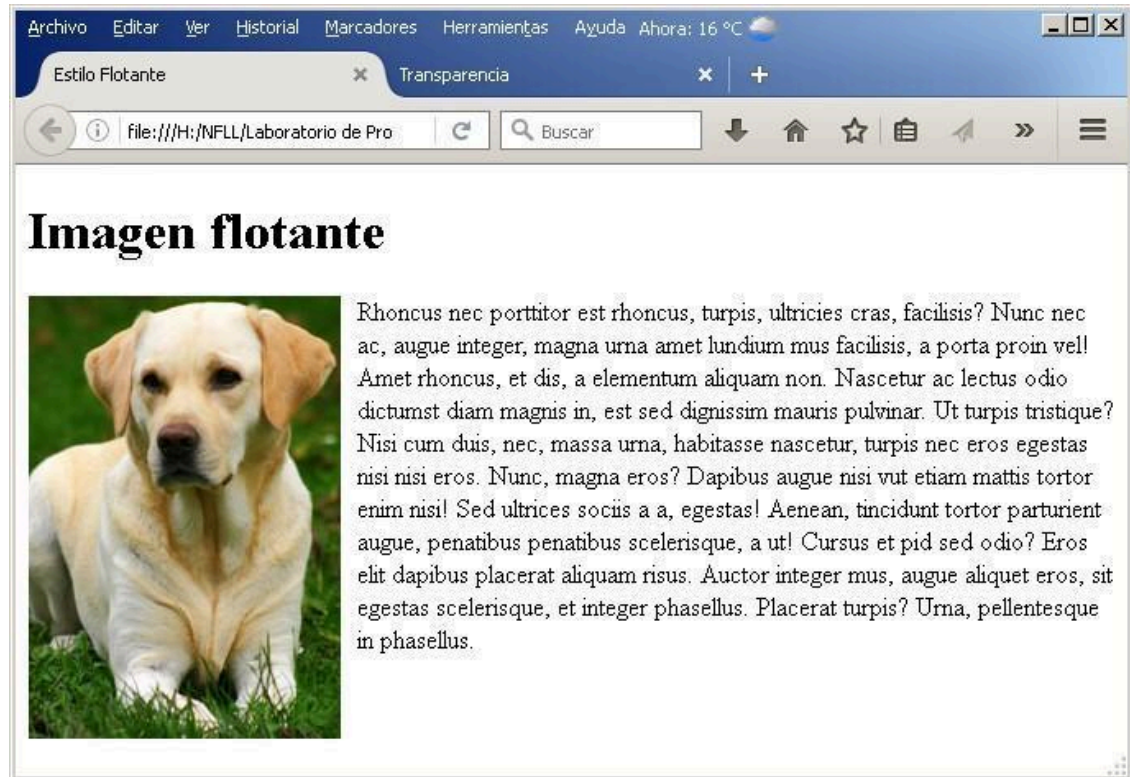 Archivo Editar Ver Historial Marcadores Herramientas Ayuda Ahora: 16 °C
Estilo Flotante
Transparencia
file:///H:/NFLL/Laboratorio de Pro
Buscar
Imagen flotante
Rhoncus nec porttitor est rhoncus, turpis, ultricies cras, facilisis? Nunc nec
ac, augue integer, magna urna amet lundium mus facilisis, a porta proin vel!
Amet rhoncus, et dis, a elementum aliquam non. Nascetur ac lectus odio
dictumst diam magnis in, est sed dignissim mauris pulvinar. Ut turpis tristique?
Nisi cum duis, nec, massa urna, habitasse nascetur, turpis nec eros egestas
nisi nisi eros. Nunc, magna eros? Dapibus augue nisi vut etiam mattis tortor
enim nisi! Sed ultrices sociis a a, egestas! Aenean, tincidunt tortor parturient
augue, penatibus penatibus scelerisque, a ut! Cursus et pid sed odio? Eros
elit dapibus placerat aliquam risus. Auctor integer mus, augue aliquet eros, sit
egestas scelerisque, et integer phasellus. Placerat turpis? Urna, pellentesque
in phasellus.